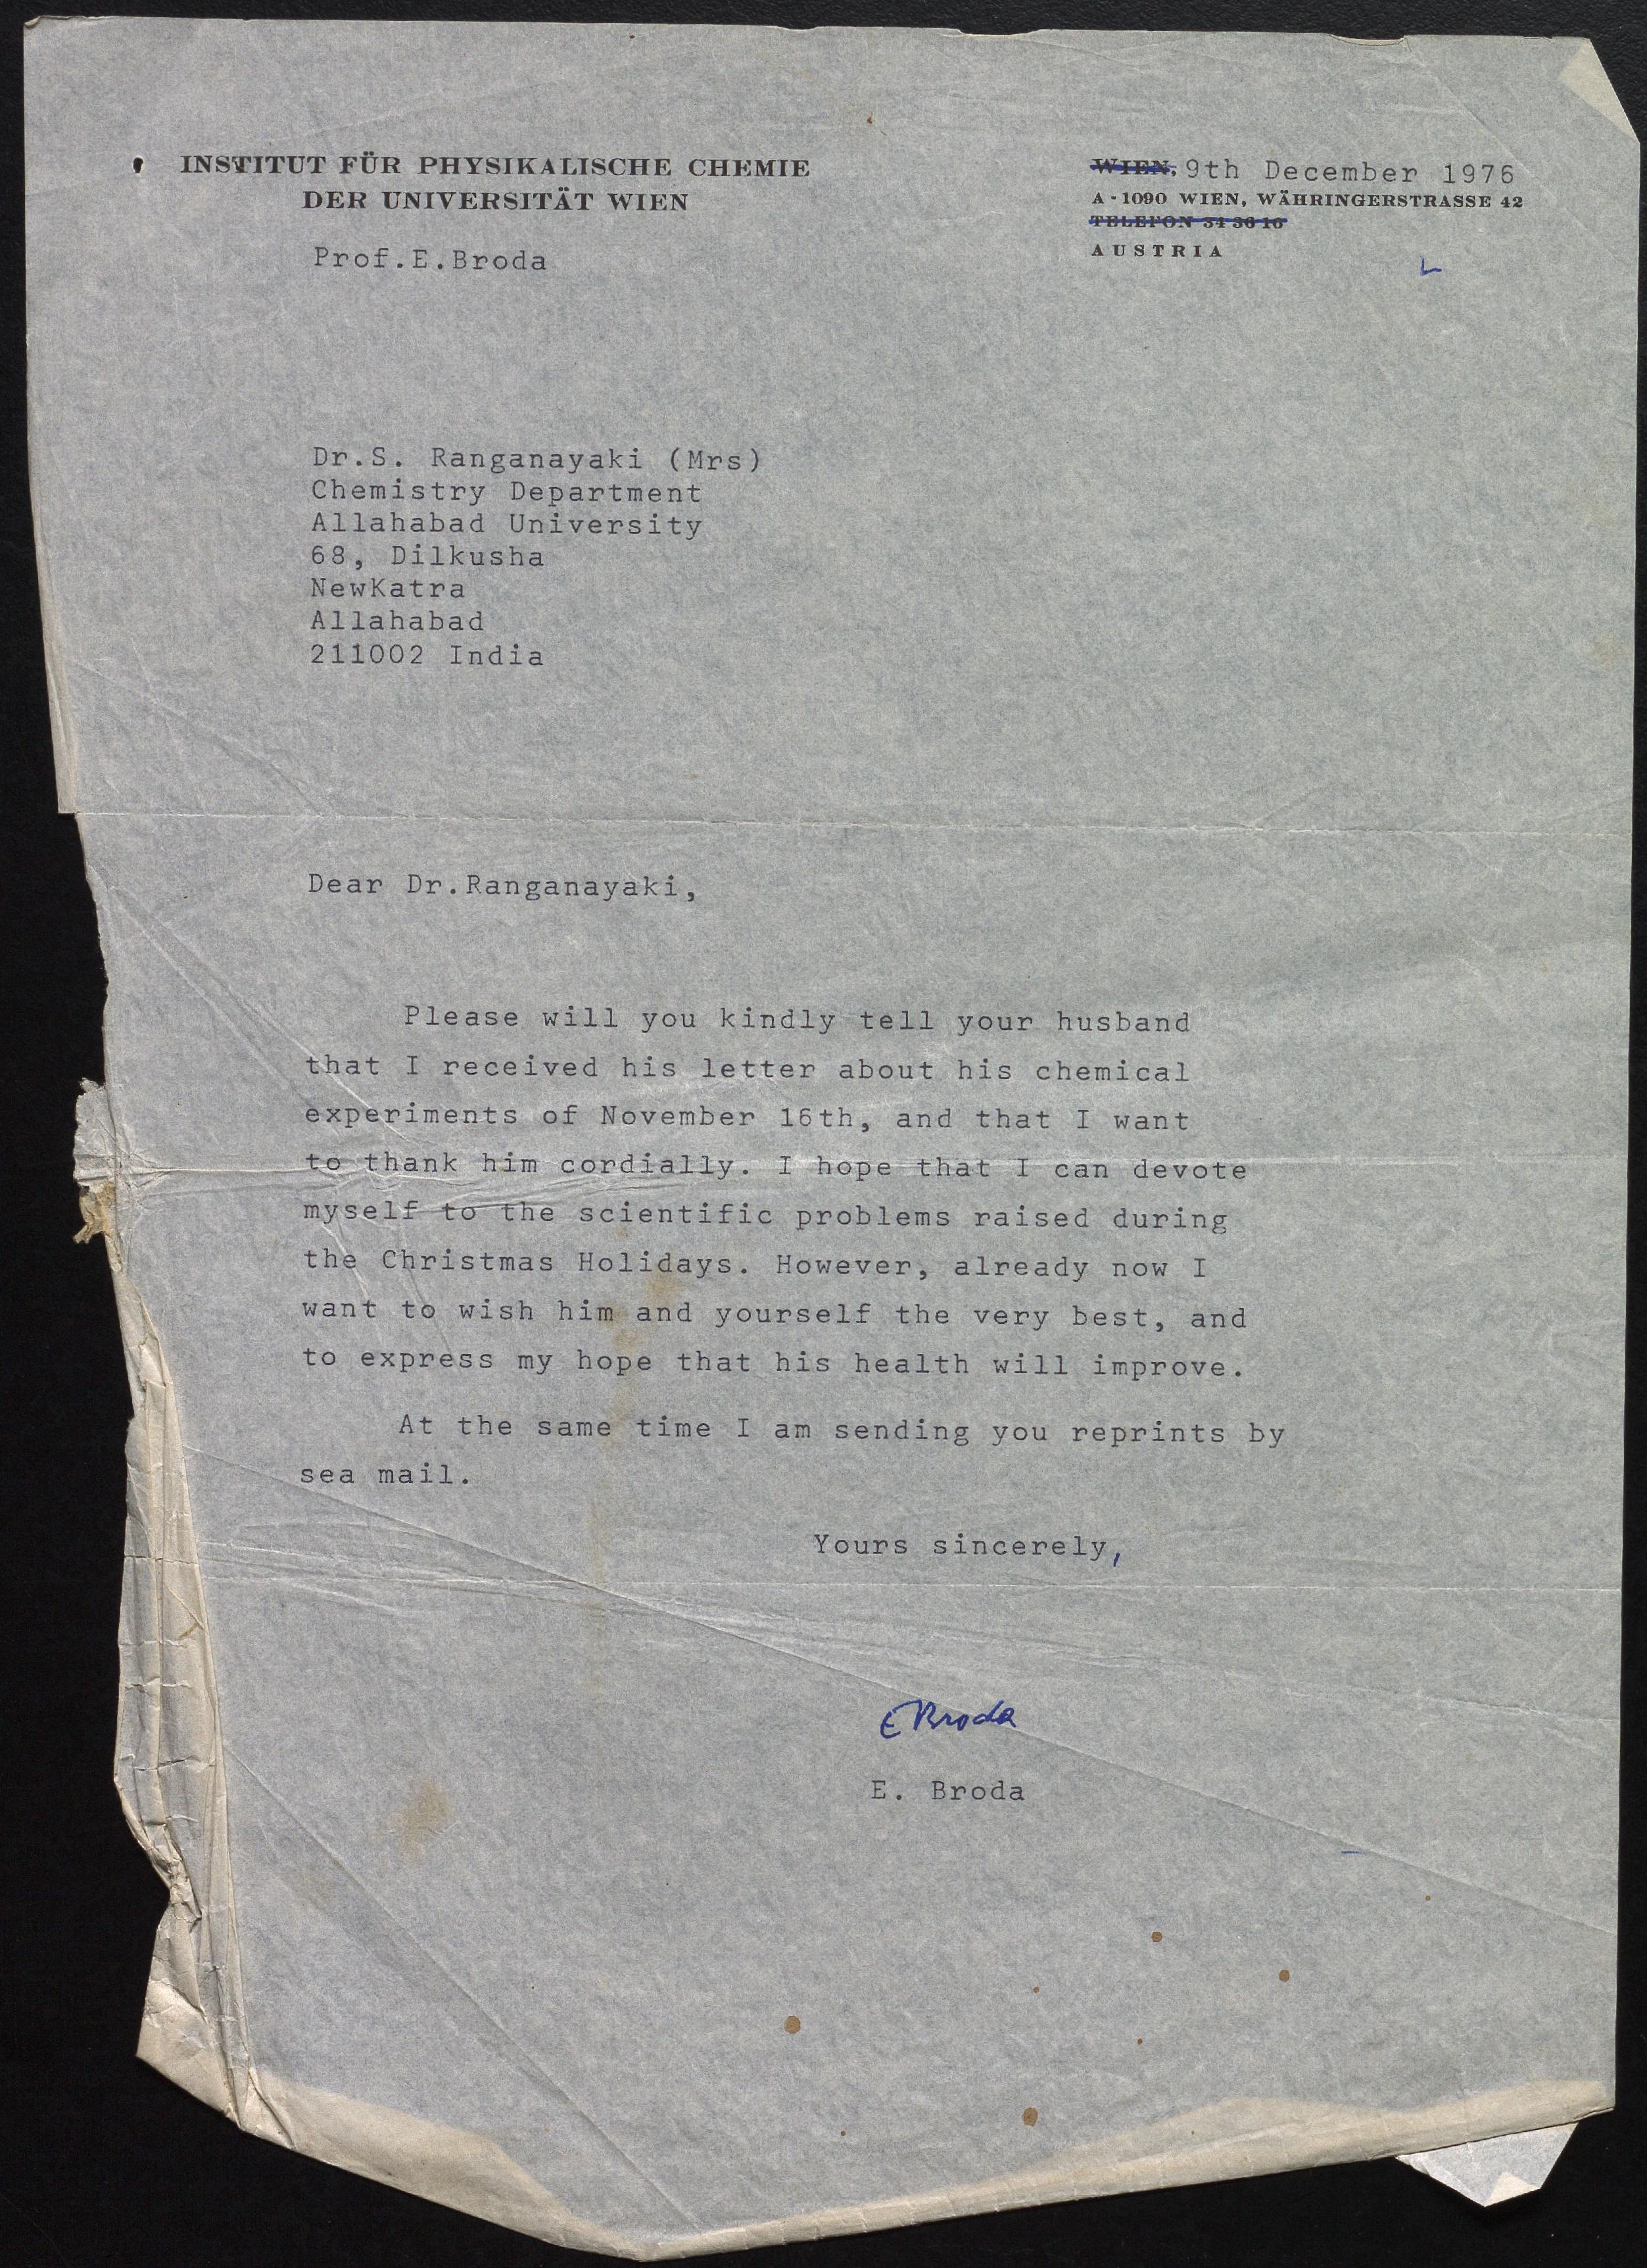 INSTITUT FÜR PHYSIKALISCHE CHEMIE
DER UNIVERSITÄT WIEN
Prof.E.Broda
WIEN, 9th December 1976
A - 1090 WIEN, WÄHRINGERSTRASSE 42
TELEFON 34 36 16
AUSTRIA
Dr.S. Ranganayaki (Mrs)
Chemistry Department
Allahabad University
68, Dilkusha
NewKatra
Allahabad
211002 India
Dear Dr.Ranganayaki,
Please will you kindly tell your husband
that I received his letter about his chemical
experiments of November 16th, and that I want
to thank him cordially. I hope that I can devote
myself to the scientific problems raised during
the Christmas Holidays. However, already now I
want to wish him and yourself the very best, and
to express my hope that his health will improve.
At the same time I am sending you reprints by
sea mail.
Yours sincerely,
E Broda
E. Broda